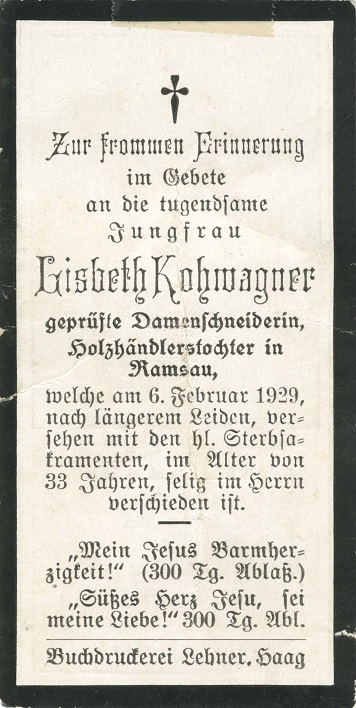 Zur frommen Erinnerung
im Gebete
an die tugendsame
Jungfrau
Lisbeth Kohwagner
geprüfte Damenschneiderin,
Holzhändlerstochter in
Ramsau,
welche am 6. Februar 1929,
nach längerem Leiden, ver=
sehen mit den hl. Sterbsa=
kramenten, im Alter von
33 Jahren, selig im Herrn
verschieden ist.
„Mein Jesus Barmher=
zigkeit!" (300 Tg. Ablaß.)
„Süßes Herz Jesu, sei
meine Liebe!" 300 Tg. Abl.
Buchdruckerei Lehner, Haag